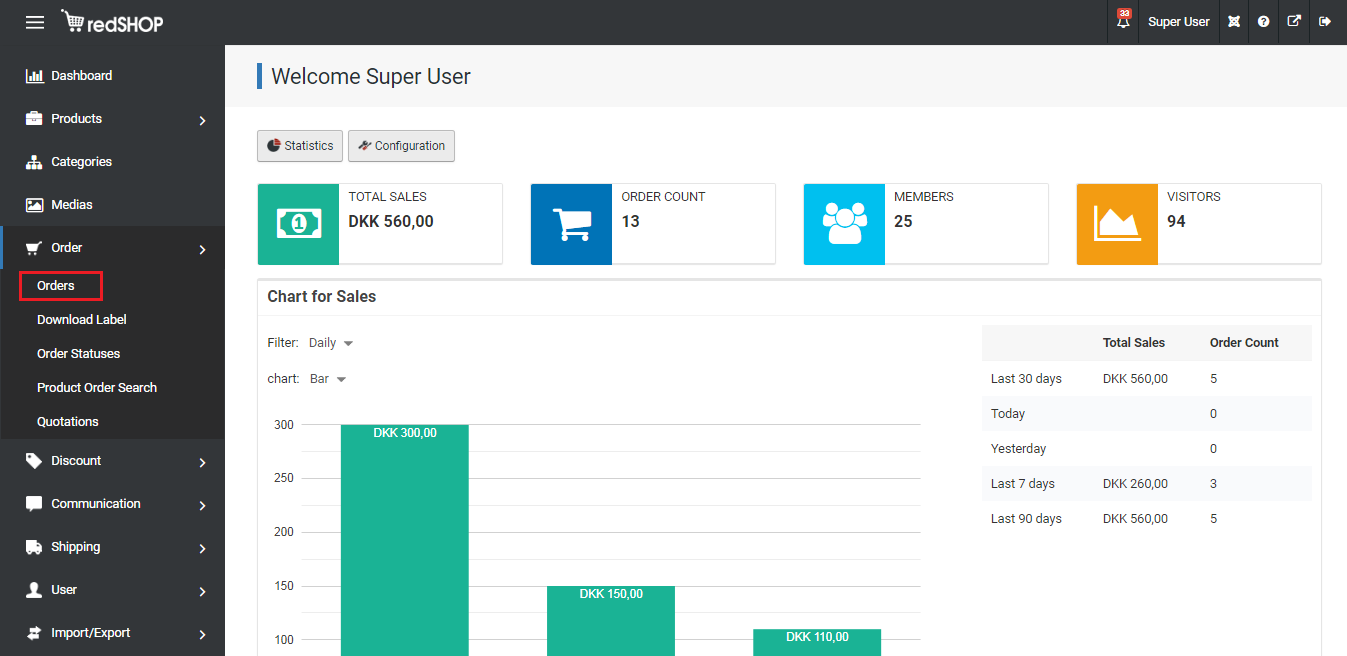 redSHOP
33
Super User
Dashboard
Products
Categories
Medias
Order
Orders
Download Label
Order Statuses
Product Order Search
Quotations
Discount
Communication
Shipping
User
Import/Export
Welcome Super User
Statistics
Configuration
1
TOTAL SALES
DKK 560,00
ORDER COUNT
13
MEMBERS
25
VISITORS
94
Chart for Sales
Filter: Daily
chart: Bar
300
250
200
150
100
DKK 300,00
DKK 150,00
DKK 110,00
Total Sales Order Count
Last 30 days DKK 560,00 5
Today 0
Yesterday 0
Last 7 days DKK 260,00 3
Last 90 days DKK 560,00 5